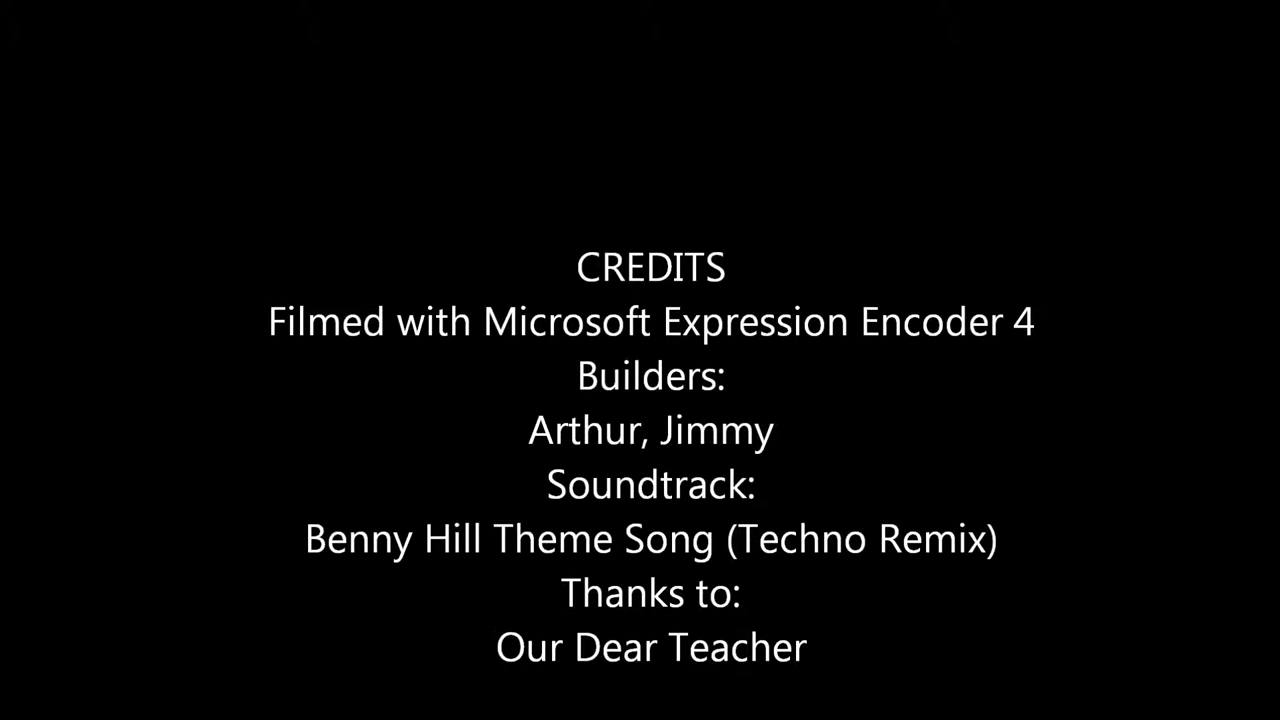 CREDITS
Filmed with Microsoft Expression Encoder 4
Builders:
Arthur, Jimmy
Soundtrack:
Benny Hill Theme Song (Techno Remix)
Thanks to:
Our Dear Teacher